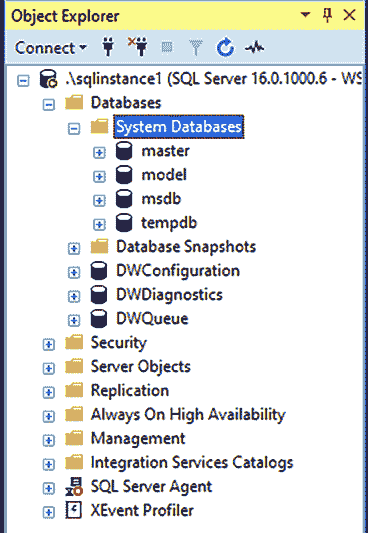 Object Explorer
Connect
.\sqlinstance1 (SQL Server 16.0.1000.6 - WS
Databases
System Databases
master
model
msdb
tempdb
Database Snapshots
DWConfiguration
DWDiagnostics
DWQueue
Security
Server Objects
Replication
Always On High Availability
Management
Integration Services Catalogs
SQL Server Agent
XEvent Profiler